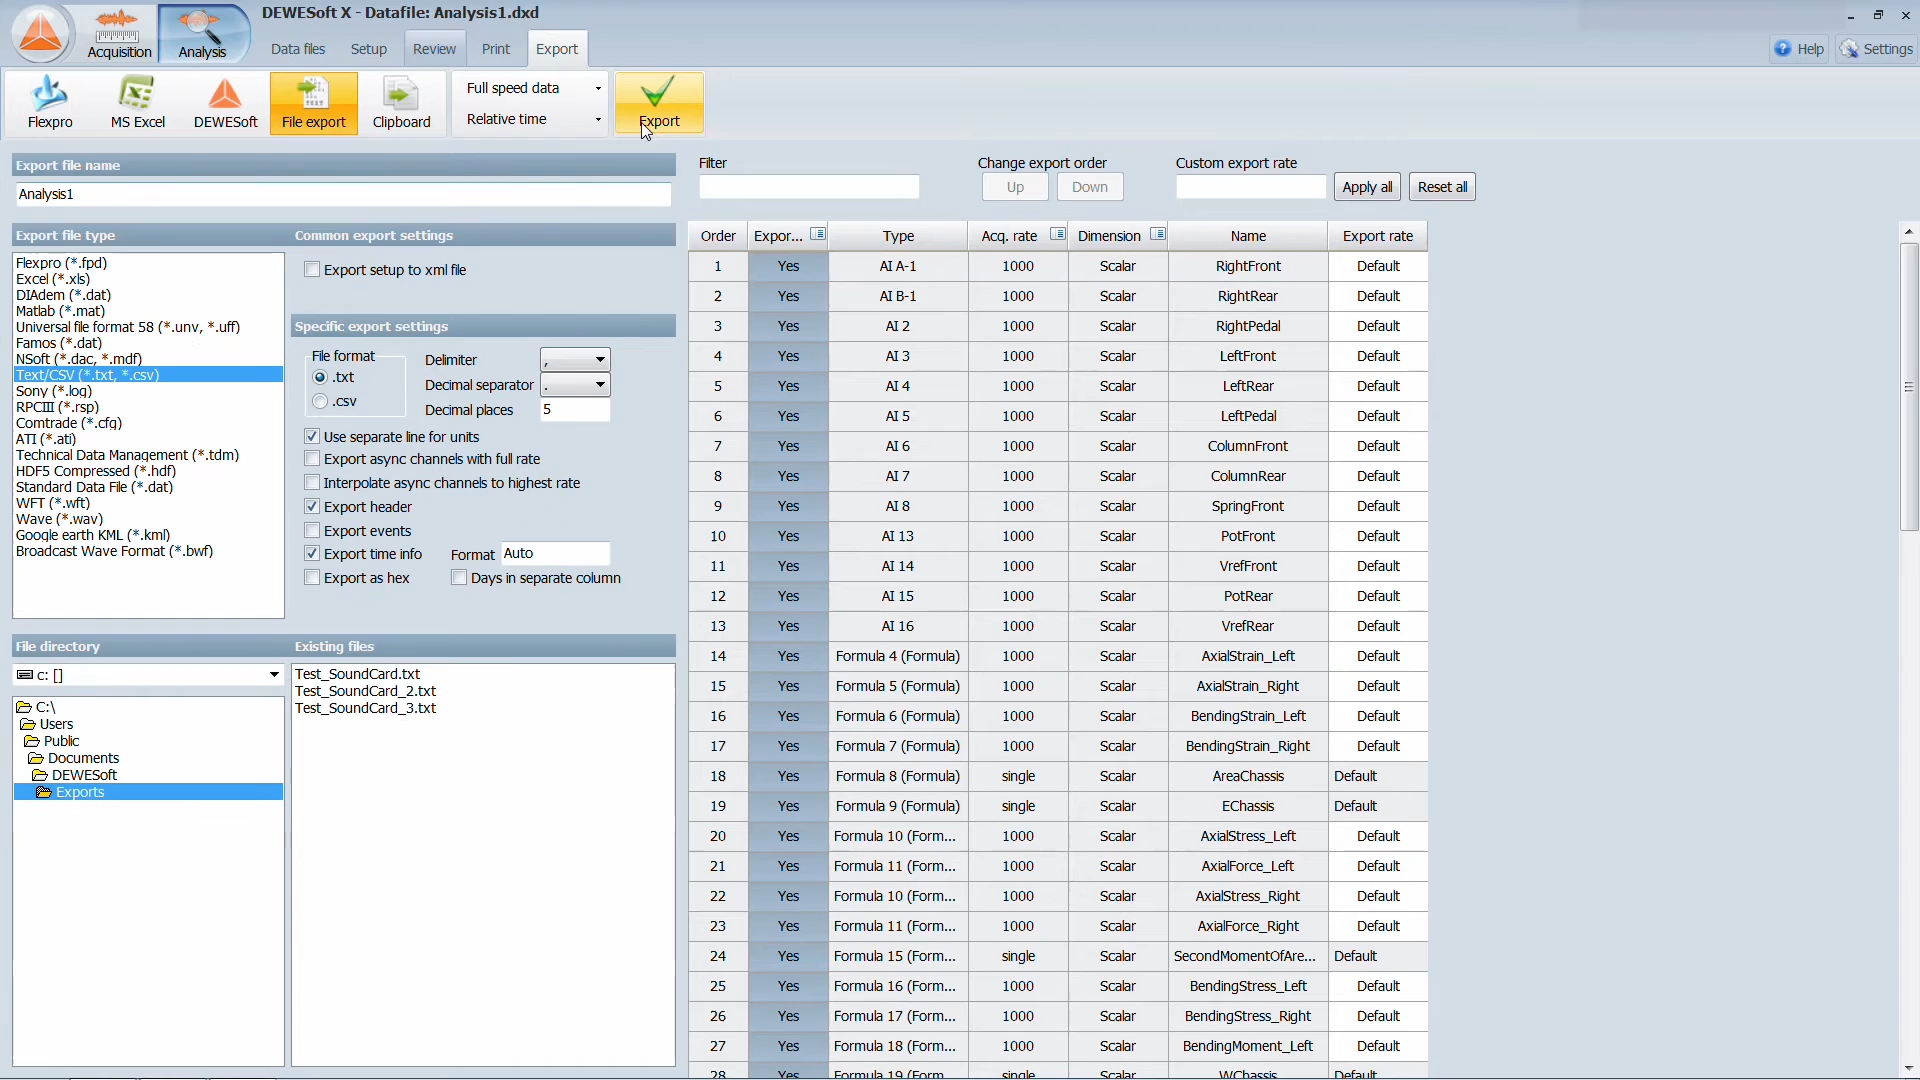 DEWESoft X - Datafile: Analysis1.dxd
Acquisition
Analysis
Data files
Setup
Review
Print
Export
Help
Settings
Flexpro
MS Excel
DEWESoft
File export
Clipboard
Full speed data
Relative time
Export
Export file name
Analysis1
Export file type
Flexpro (*.fpd)
Excel (*.xls)
DIAdem (*.dat)
Matlab (*.mat)
Universal file format 58 (*.unv, *.uff)
Famos (*.dat)
NSoft (*.dac, *.mdf)
Text/CSV (*.txt, *.csv)
Sony (*.log)
RPCIII (*.rsp)
Comtrade (*.cfg)
ATI (*.ati)
Technical Data Management (*.tdm)
HDF5 Compressed (*.hdf)
Standard Data File (*.dat)
WFT (*.wft)
Wave (*.wav)
Google earth KML (*.kml)
Broadcast Wave Format (*.bwf)
Common export settings
Export setup to xml file
Specific export settings
File format
.txt
.csv
Delimiter ,
Decimal separator .
Decimal places 5
Use separate line for units
Export async channels with full rate
Interpolate async channels to highest rate
Export header
Export events
Export time info Format Auto
Export as hex Days in separate column
File directory
c: []
C:\
Users
Public
Documents
DEWESoft
Exports
Existing files
Test_SoundCard.txt
Test_SoundCard_2.txt
Test_SoundCard_3.txt
Filter
Change export order
Up Down
Custom export rate
Apply all
Reset all
Order Expor... Type Acq. rate Dimension Name Export rate
1 Yes AI A-1 1000 Scalar RightFront Default
2 Yes AI B-1 1000 Scalar RightRear Default
3 Yes AI 2 1000 Scalar RightPedal Default
4 Yes AI 3 1000 Scalar LeftFront Default
5 Yes AI 4 1000 Scalar LeftRear Default
6 Yes AI 5 1000 Scalar LeftPedal Default
7 Yes AI 6 1000 Scalar ColumnFront Default
8 Yes AI 7 1000 Scalar ColumnRear Default
9 Yes AI 8 1000 Scalar SpringFront Default
10 Yes AI 13 1000 Scalar PotFront Default
11 Yes AI 14 1000 Scalar VrefFront Default
12 Yes AI 15 1000 Scalar PotRear Default
13 Yes AI 16 1000 Scalar VrefRear Default
14 Yes Formula 4 (Formula) 1000 Scalar AxialStrain_Left Default
15 Yes Formula 5 (Formula) 1000 Scalar AxialStrain_Right Default
16 Yes Formula 6 (Formula) 1000 Scalar BendingStrain_Left Default
17 Yes Formula 7 (Formula) 1000 Scalar BendingStrain_Right Default
18 Yes Formula 8 (Formula) single Scalar AreaChassis Default
19 Yes Formula 9 (Formula) single Scalar EChassis Default
20 Yes Formula 10 (Form... 1000 Scalar AxialStress_Left Default
21 Yes Formula 11 (Form... 1000 Scalar AxialForce_Left Default
22 Yes Formula 10 (Form... 1000 Scalar AxialStress_Right Default
23 Yes Formula 11 (Form... 1000 Scalar AxialForce_Right Default
24 Yes Formula 15 (Form... single Scalar SecondMomentOfAre... Default
25 Yes Formula 16 (Form... 1000 Scalar BendingStress_Left Default
26 Yes Formula 17 (Form... 1000 Scalar BendingStress_Right Default
27 Yes Formula 18 (Form... 1000 Scalar BendingMoment_Left Default
28 Yes Formula 19 (Form... single Scalar WChassis Default